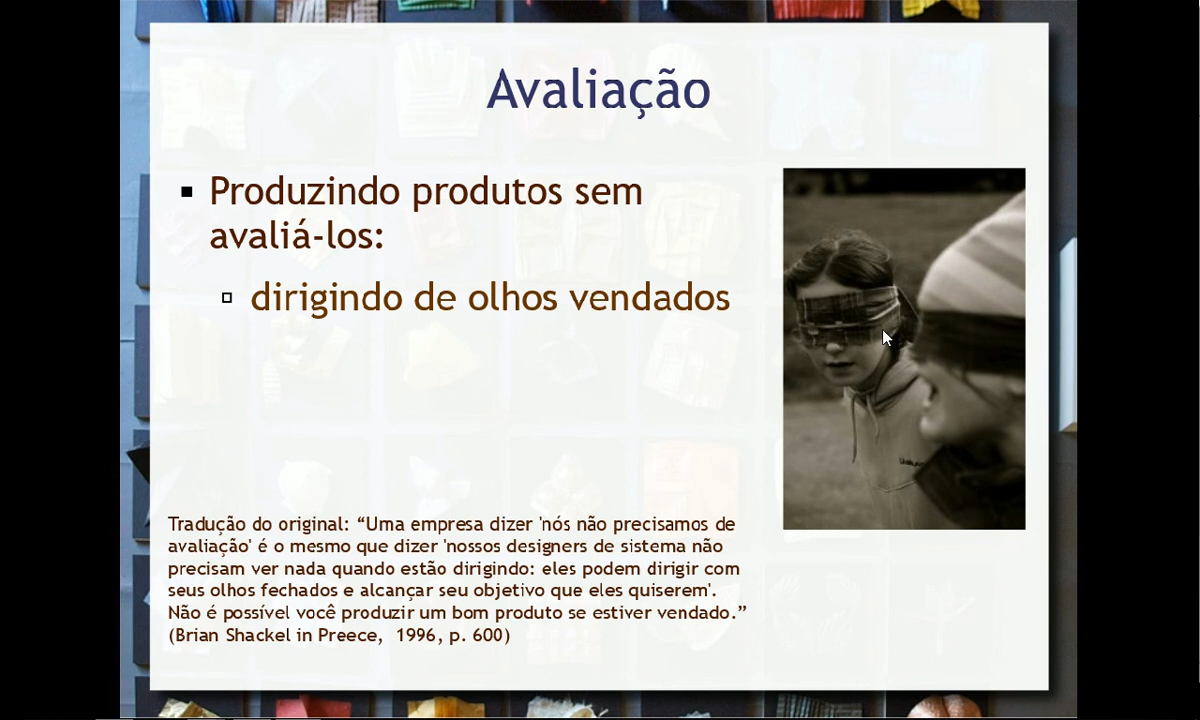 Avaliação
Produzindo produtos sem
avaliá-los:
dirigindo de olhos vendados
Tradução do original: “Uma empresa dizer 'nós não precisamos de
avaliação' é o mesmo que dizer 'nossos designers de sistema não
precisam ver nada quando estão dirigindo: eles podem dirigir com
seus olhos fechados e alcançar seu objetivo que eles quiserem'.
Não é possível você produzir um bom produto se estiver vendado.”
(Brian Shackel in Preece, 1996, p. 600)